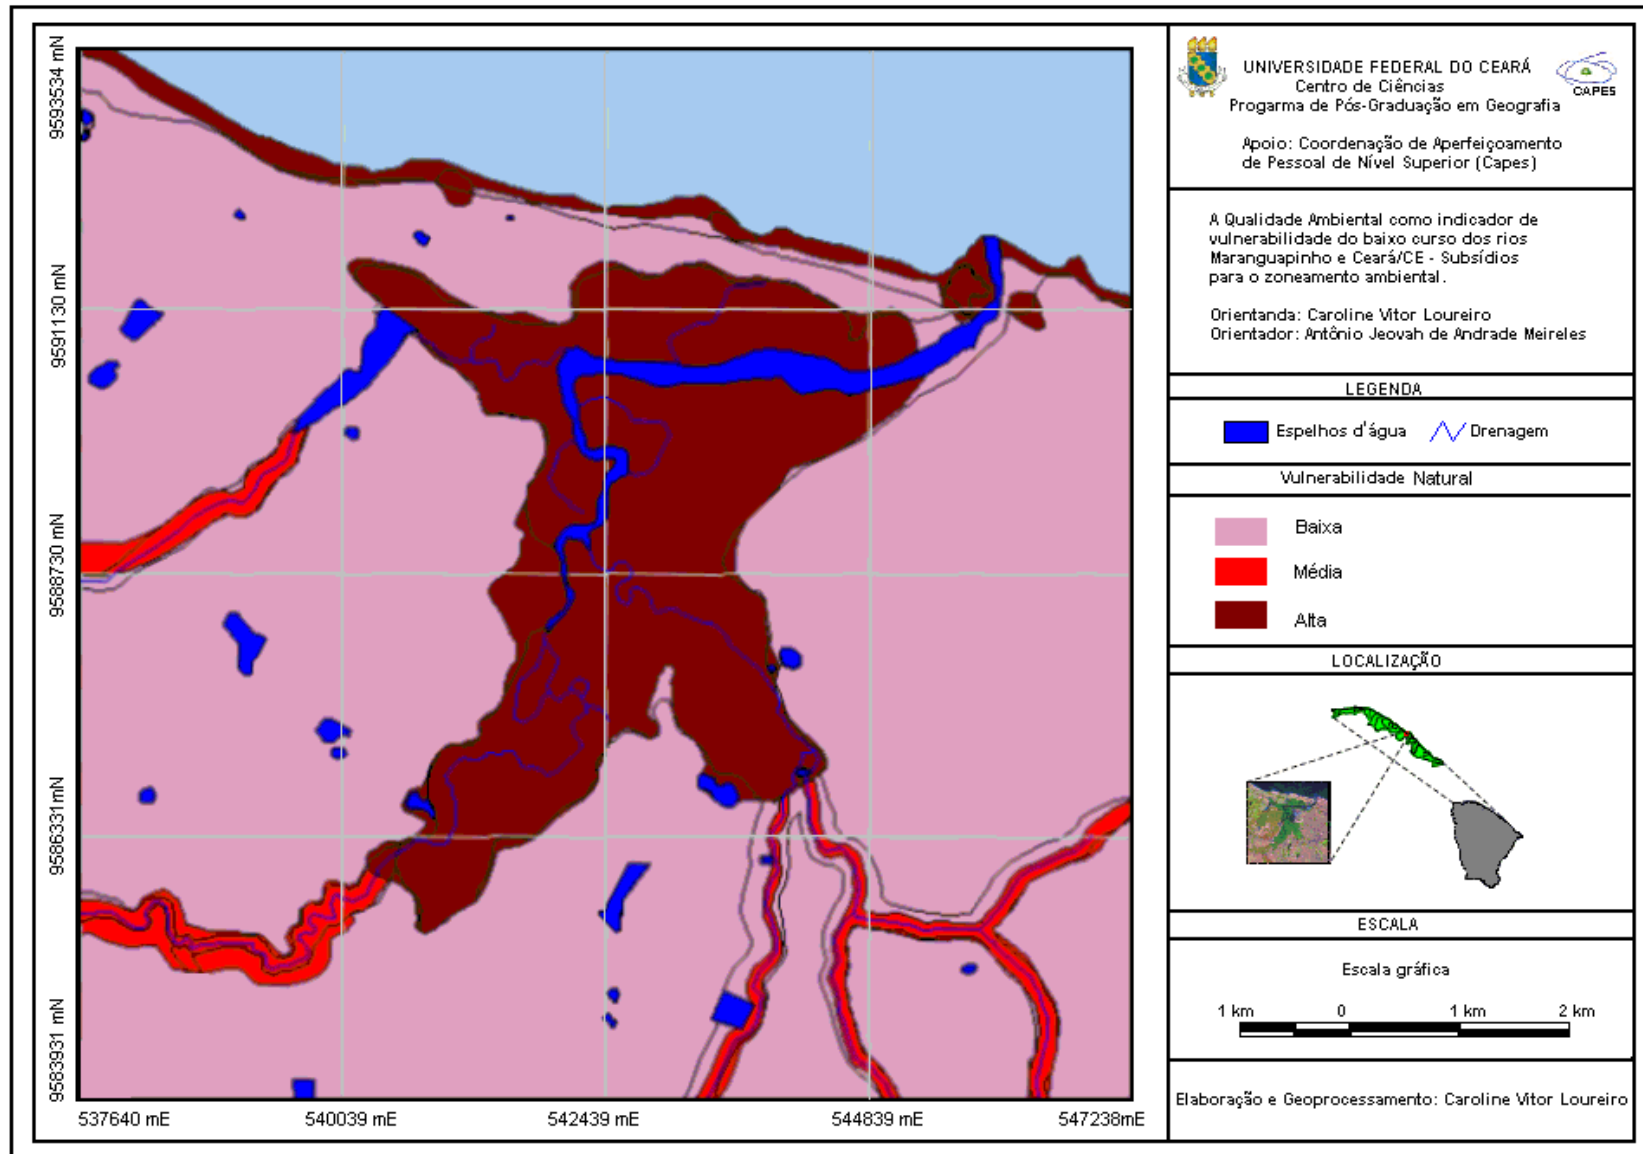 9593534 mN
9591130 mN
9588730 mN
9586331mN
9583931 mN
537640 mE
540039 mE
542439 mE
544839 mE
547238mE
UNIVERSIDADE FEDERAL DO CEARÁ
Centro de Ciências
Progarma de Pós-Graduação em Geografia
CAPES
Apoio: Coordenação de Aperfeiçoamento
de Pessoal de Nível Superior (Capes)
A Qualidade Ambiental como indicador de
vulnerabilidade do baixo curso dos rios
Maranguapinho e Ceará/CE - Subsídios
para o zoneamento ambiental.
Orientanda: Caroline Vitor Loureiro
Orientador: Antônio Jeovah de Andrade Meireles
LEGENDA
Espelhos d'água
Drenagem
Vulnerabilidade Natural
Baixa
Média
Alta
LOCALIZAÇÃO
ESCALA
Escala gráfica
1 km 0 1 km 2 km
Elaboração e Geoprocessamento: Caroline Vitor Loureiro